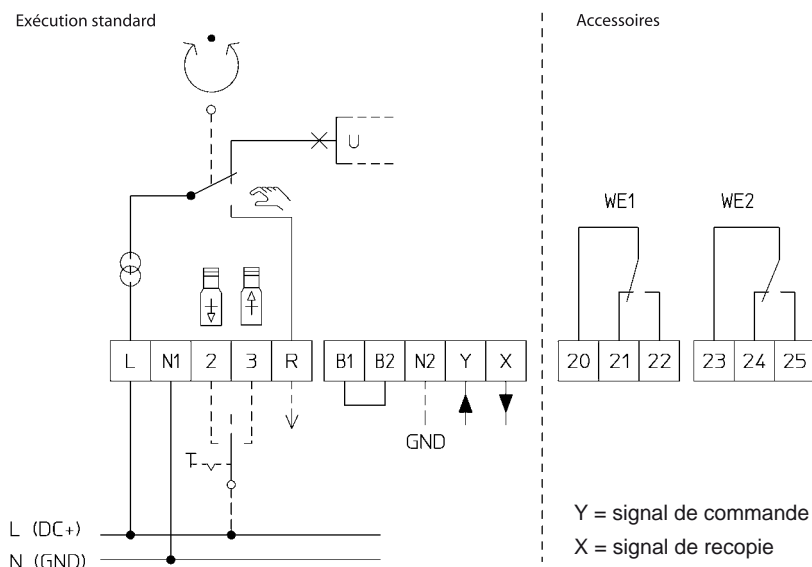 Exécution standard
Accessoires
U
WE1 WE2
L N1 2 3 R B1 B2 N2 Y X
20 21 22 23 24 25
GND
L (DC+)
N (GND)
Y = signal de commande
X = signal de recopie